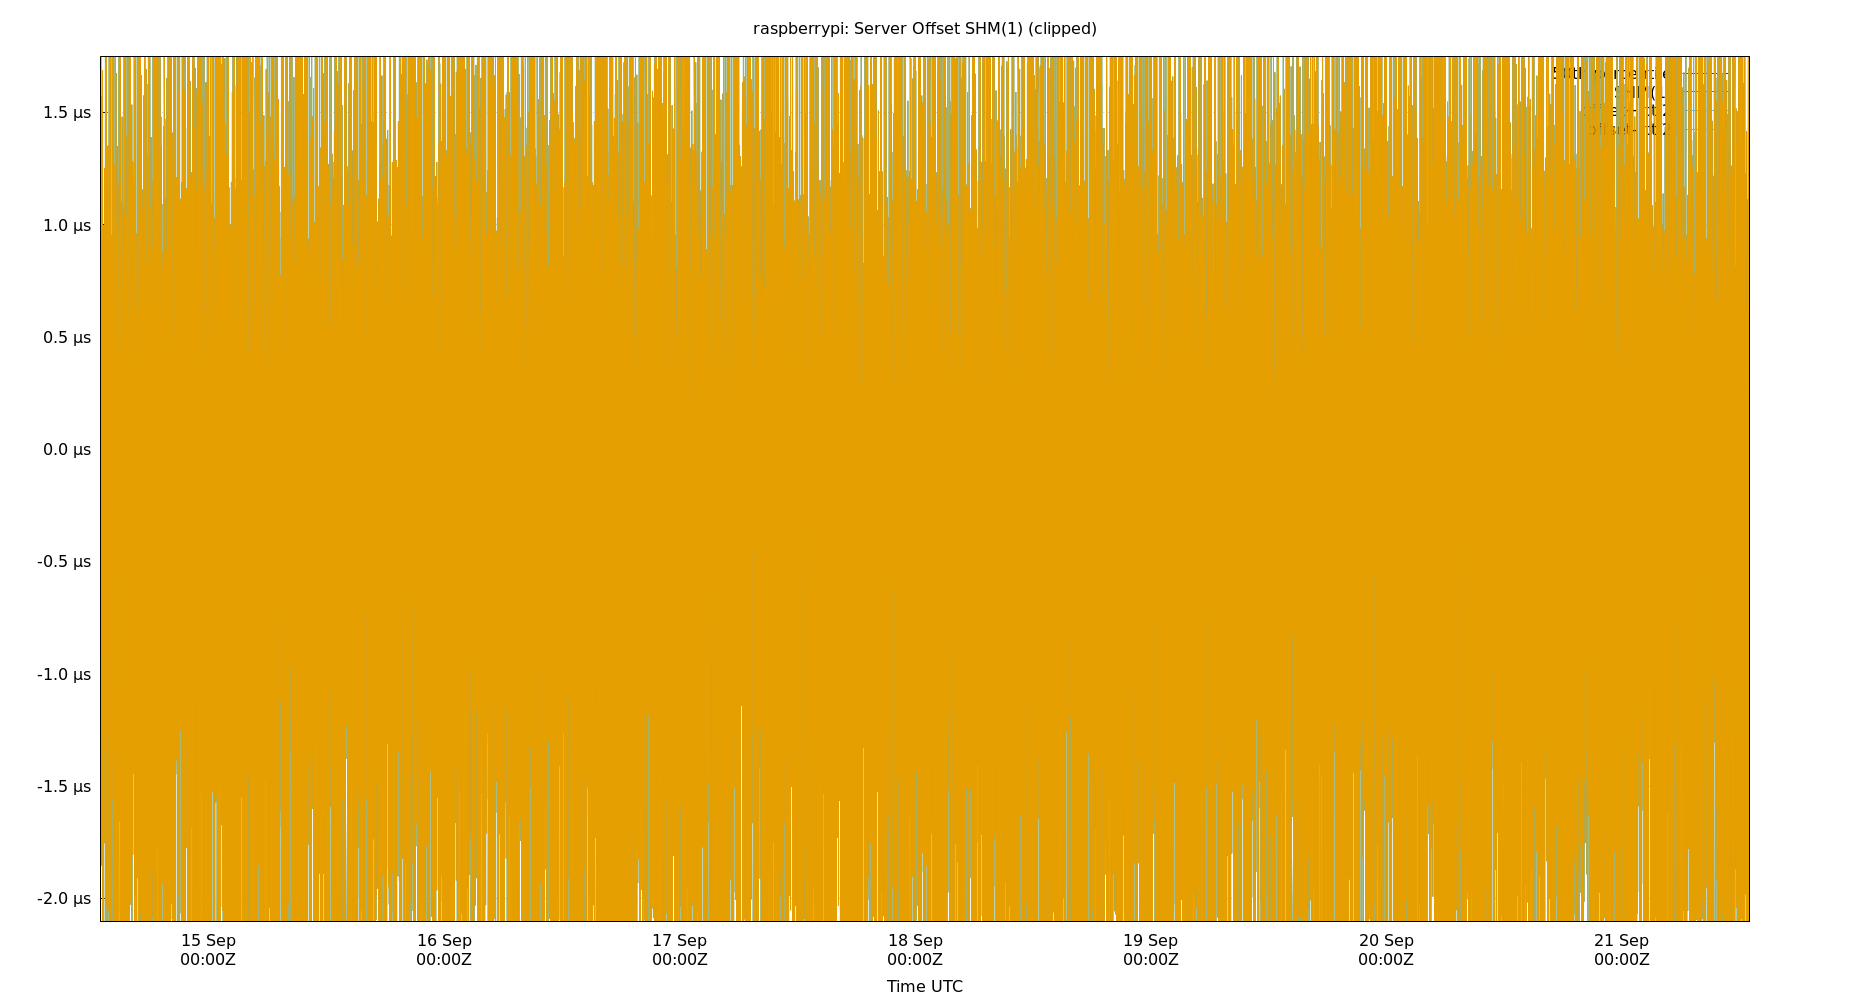 raspberrypi: Server Offset SHM(1) (clipped)
1.5 µs
1.0 µs
0.5 µs
0.0 µs
-0.5 µs
-1.0 µs
-1.5 µs
-2.0 µs
15 Sep 16 Sep 17 Sep 18 Sep 19 Sep 20 Sep 21 Sep
00:00Z 00:00Z 00:00Z 00:00Z 00:00Z 00:00Z 00:00Z
Time UTC